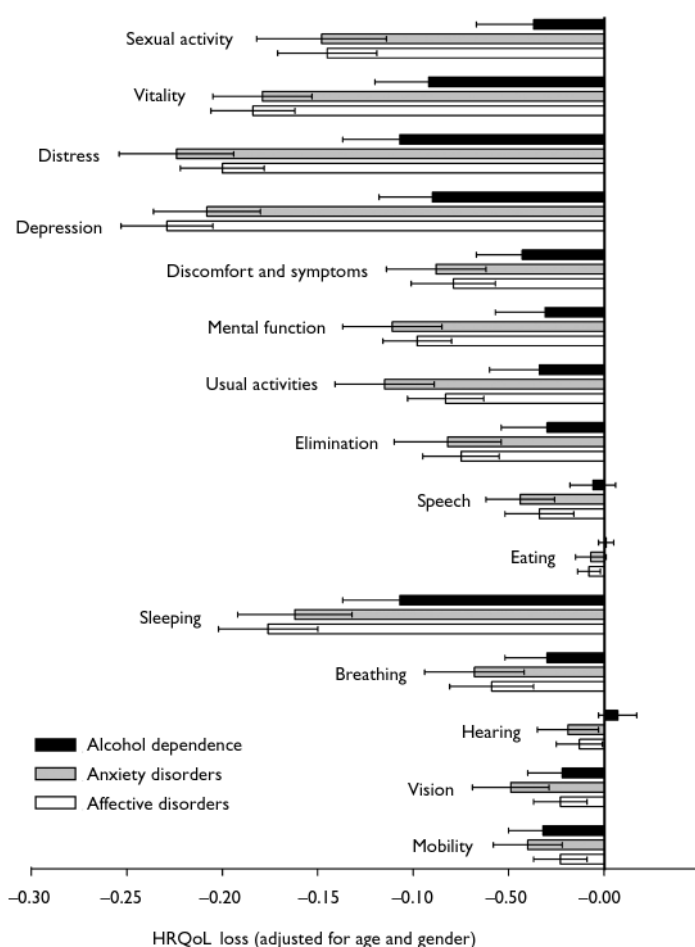 Sexual activity
Vitality
Distress
Depression
Discomfort and symptoms
Mental function
Usual activities
Elimination
Speech
Eating
Sleeping
Breathing
Hearing
Vision
Mobility
Alcohol dependence
Anxiety disorders
Affective disorders
–0.30 –0.25 –0.20 –0.15 –0.10 –0.50 –0.00
HRQoL loss (adjusted for age and gender)